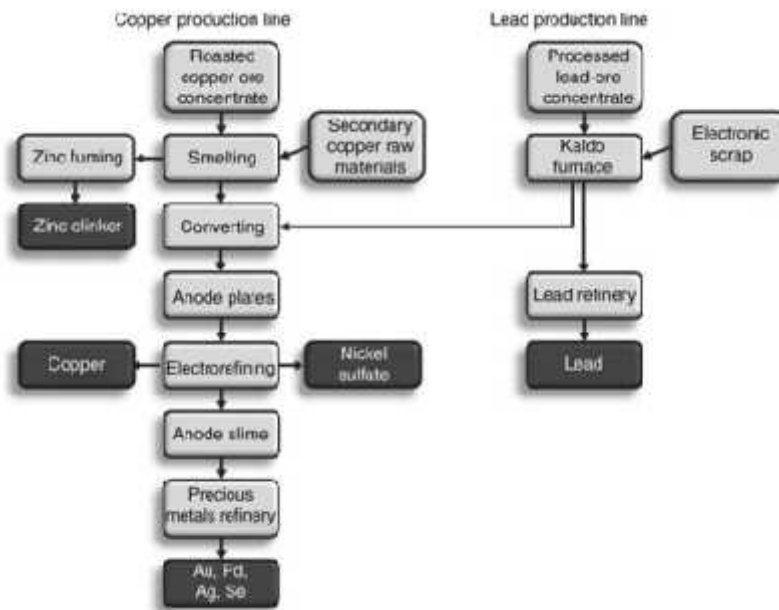 Copper production line
Lead production line
Roasted
copper ore
concentrate
Processed
lead-ore
concentrate
Zinc fuming
Smelting
Secondary
copper raw
materials
Kaldo
furnace
Electronic
scrap
Zinc clinker
Converting
Anode plates
Lead refinery
Copper
Electrorefining
Nickel
sulfate
Lead
Anode slime
Precious
metals refinery
Au, Pd,
Ag, Se